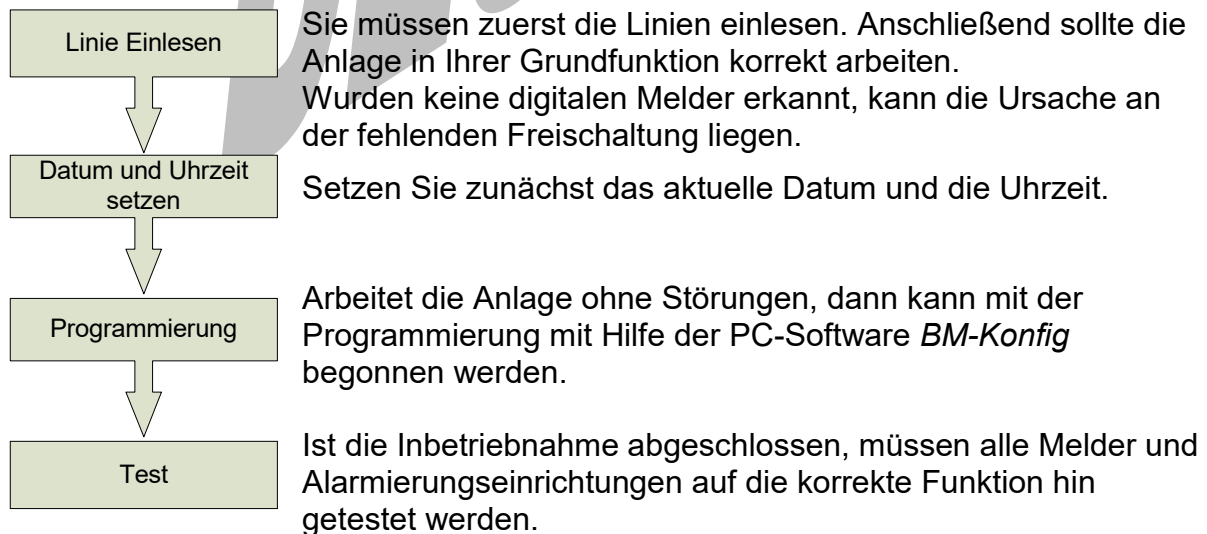 Linie Einlesen
Sie müssen zuerst die Linien einlesen. Anschließend sollte die
Anlage in Ihrer Grundfunktion korrekt arbeiten.
Wurden keine digitalen Melder erkannt, kann die Ursache an
der fehlenden Freischaltung liegen.
Datum und Uhrzeit
setzen
Setzen Sie zunächst das aktuelle Datum und die Uhrzeit.
Programmierung
Arbeitet die Anlage ohne Störungen, dann kann mit der
Programmierung mit Hilfe der PC-Software BM-Konfig
begonnen werden.
Test
Ist die Inbetriebnahme abgeschlossen, müssen alle Melder und
Alarmierungseinrichtungen auf die korrekte Funktion hin
getestet werden.